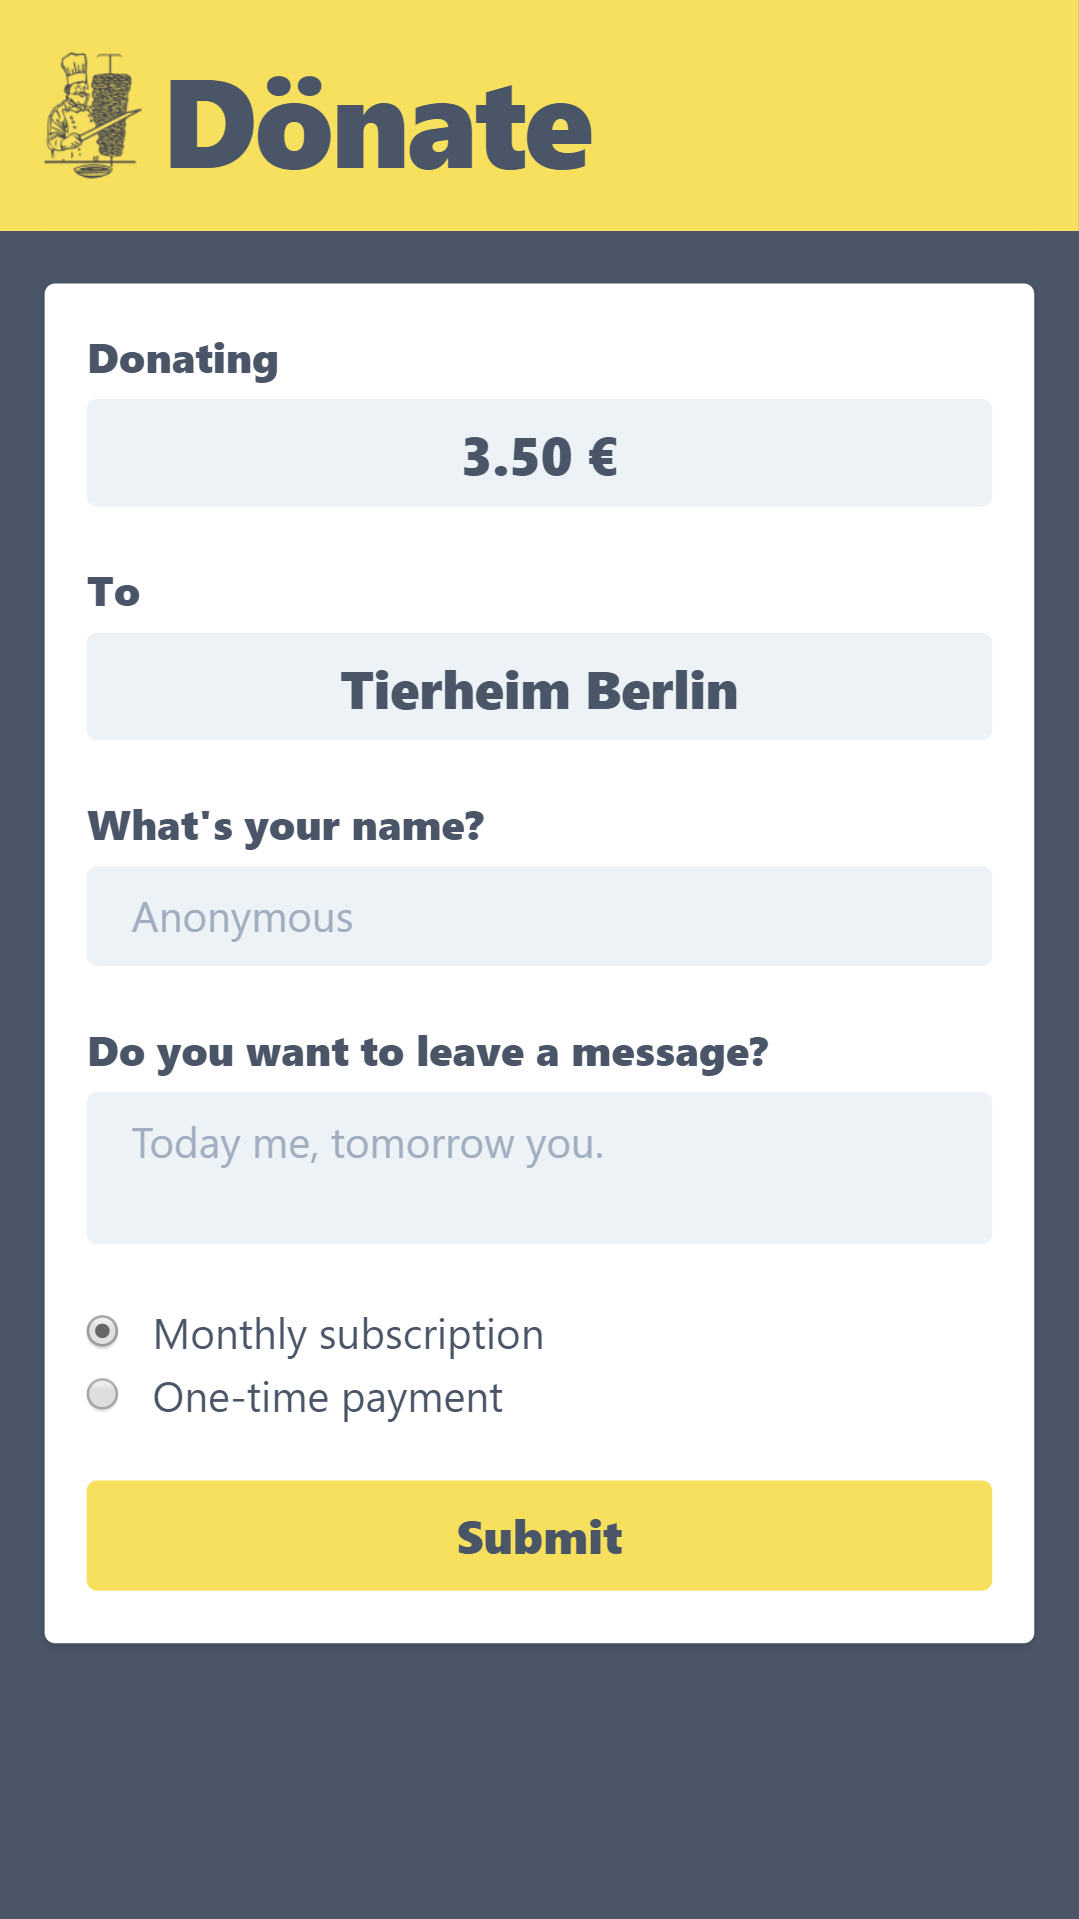 Dönate
Donating
3.50 €
To
Tierheim Berlin
What's your name?
Anonymous
Do you want to leave a message?
Today me, tomorrow you.
Monthly subscription
One-time payment
Submit